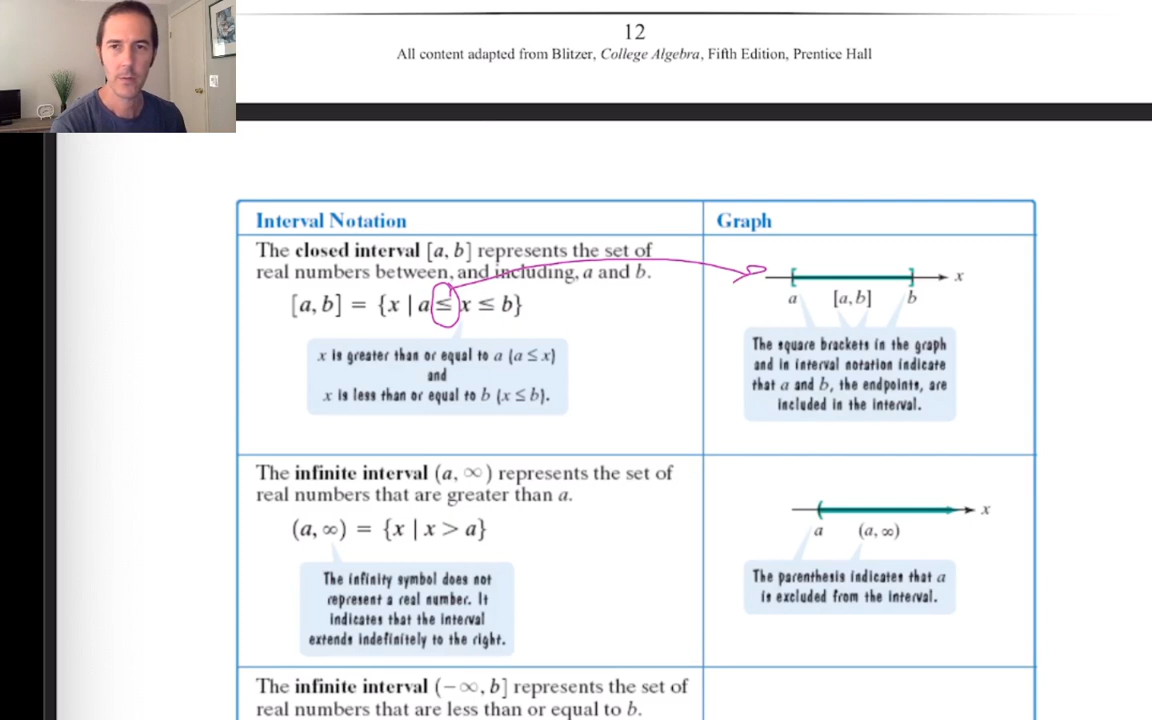 12
All content adapted from Blitzer, College Algebra, Fifth Edition, Prentice Hall
Interval Notation
Graph
The closed interval [a, b] represents the set of
real numbers between, and including, a and b.
[a, b] = {x | a ≤ x ≤ b}
x is greater than or equal to a (a ≤ x)
and
x is less than or equal to b (x ≤ b).
x
a [a, b] b
The square brackets in the graph
and in interval notation indicate
that a and b, the endpoints, are
included in the interval.
The infinite interval (a, ∞) represents the set of
real numbers that are greater than a.
(a, ∞) = {x | x > a}
The infinity symbol does not
represent a real number. It
indicates that the interval
extends indefinitely to the right.
x
a (a, ∞)
The parenthesis indicates that a
is excluded from the interval.
The infinite interval (−∞, b] represents the set of
real numbers that are less than or equal to b.